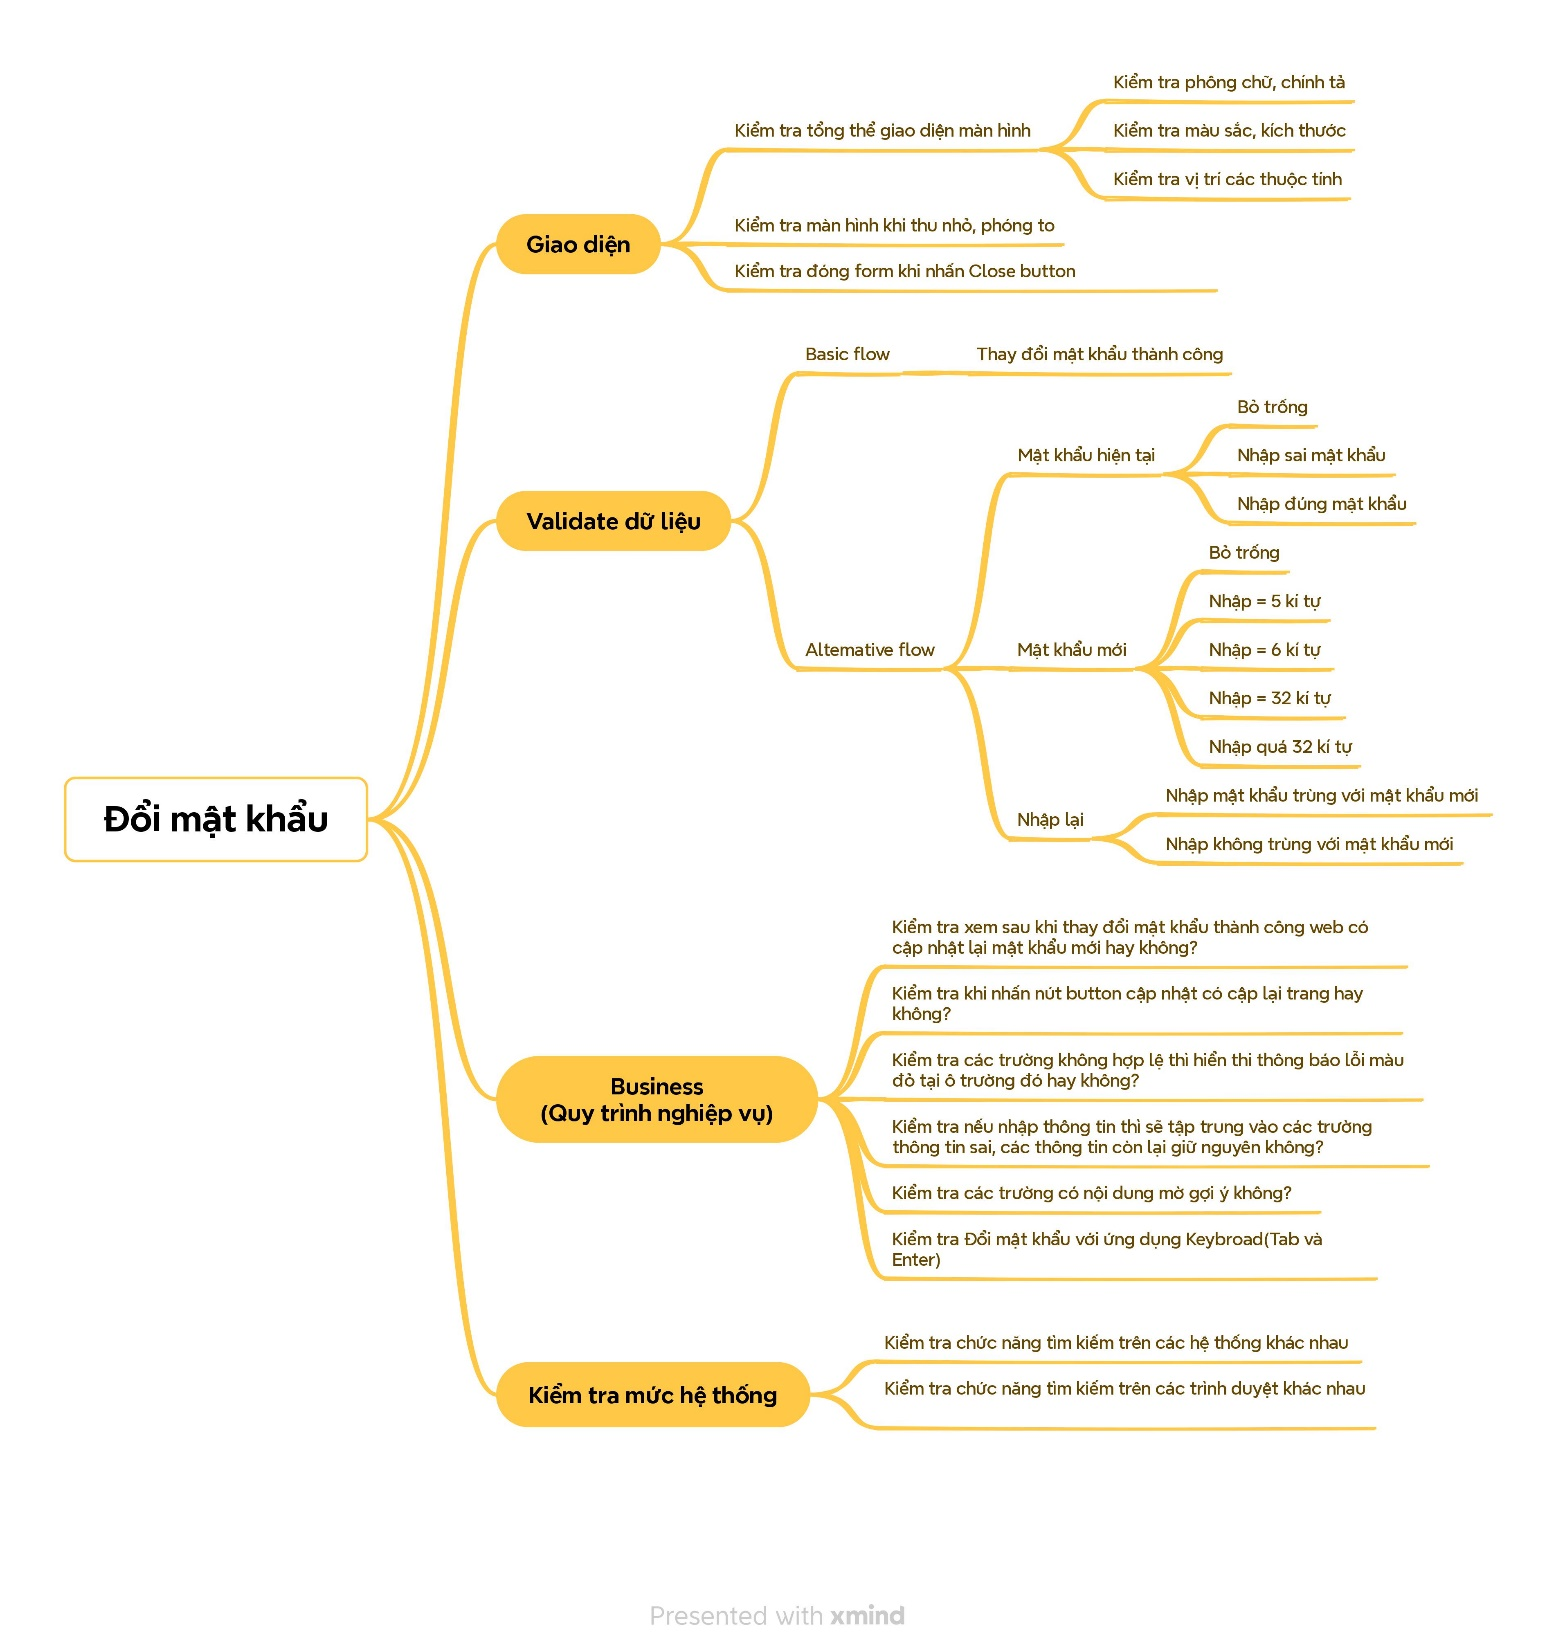 Đổi mật khẩu
Giao diện
Kiểm tra tổng thể giao diện màn hình
Kiểm tra phông chữ, chính tả
Kiểm tra màu sắc, kích thước
Kiểm tra vị trí các thuộc tính
Kiểm tra màn hình khi thu nhỏ, phóng to
Kiểm tra đóng form khi nhấn Close button
Validate dữ liệu
Basic flow
Thay đổi mật khẩu thành công
Altemative flow
Mật khẩu hiện tại
Bỏ trống
Nhập sai mật khẩu
Nhập đúng mật khẩu
Mật khẩu mới
Bỏ trống
Nhập = 5 kí tự
Nhập = 6 kí tự
Nhập = 32 kí tự
Nhập quá 32 kí tự
Nhập lại
Nhập mật khẩu trùng với mật khẩu mới
Nhập không trùng với mật khẩu mới
Business
(Quy trình nghiệp vụ)
Kiểm tra xem sau khi thay đổi mật khẩu thành công web có
cập nhật lại mật khẩu mới hay không?
Kiểm tra khi nhấn nút button cập nhật có cập lại trang hay
không?
Kiểm tra các trường không hợp lệ thì hiển thi thông báo lỗi màu
đỏ tại ô trường đó hay không?
Kiểm tra nếu nhập thông tin thì sẽ tập trung vào các trường
thông tin sai, các thông tin còn lại giữ nguyên không?
Kiểm tra các trường có nội dung mờ gợi ý không?
Kiểm tra Đổi mật khẩu với ứng dụng Keybroad(Tab và
Enter)
Kiểm tra mức hệ thống
Kiểm tra chức năng tìm kiếm trên các hệ thống khác nhau
Kiểm tra chức năng tìm kiếm trên các trình duyệt khác nhau
Presented with xmind